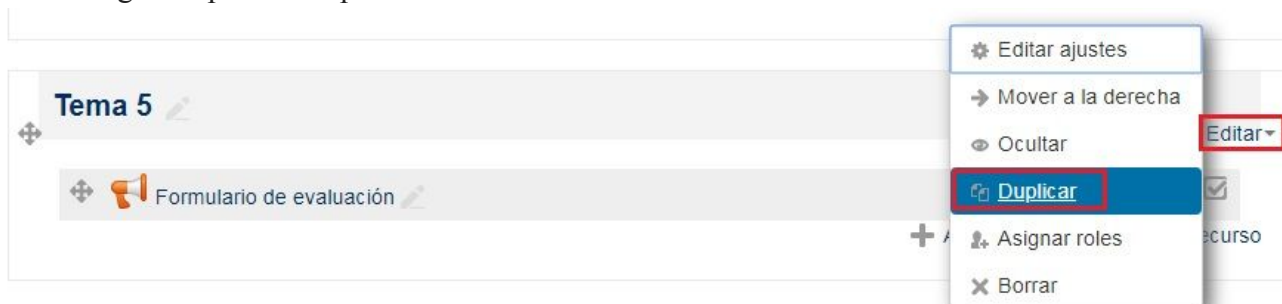 Editar ajustes
Tema 5
Mover a la derecha
Editar
Ocultar
Formulario de evaluación
Duplicar
Asignar roles
Borrar